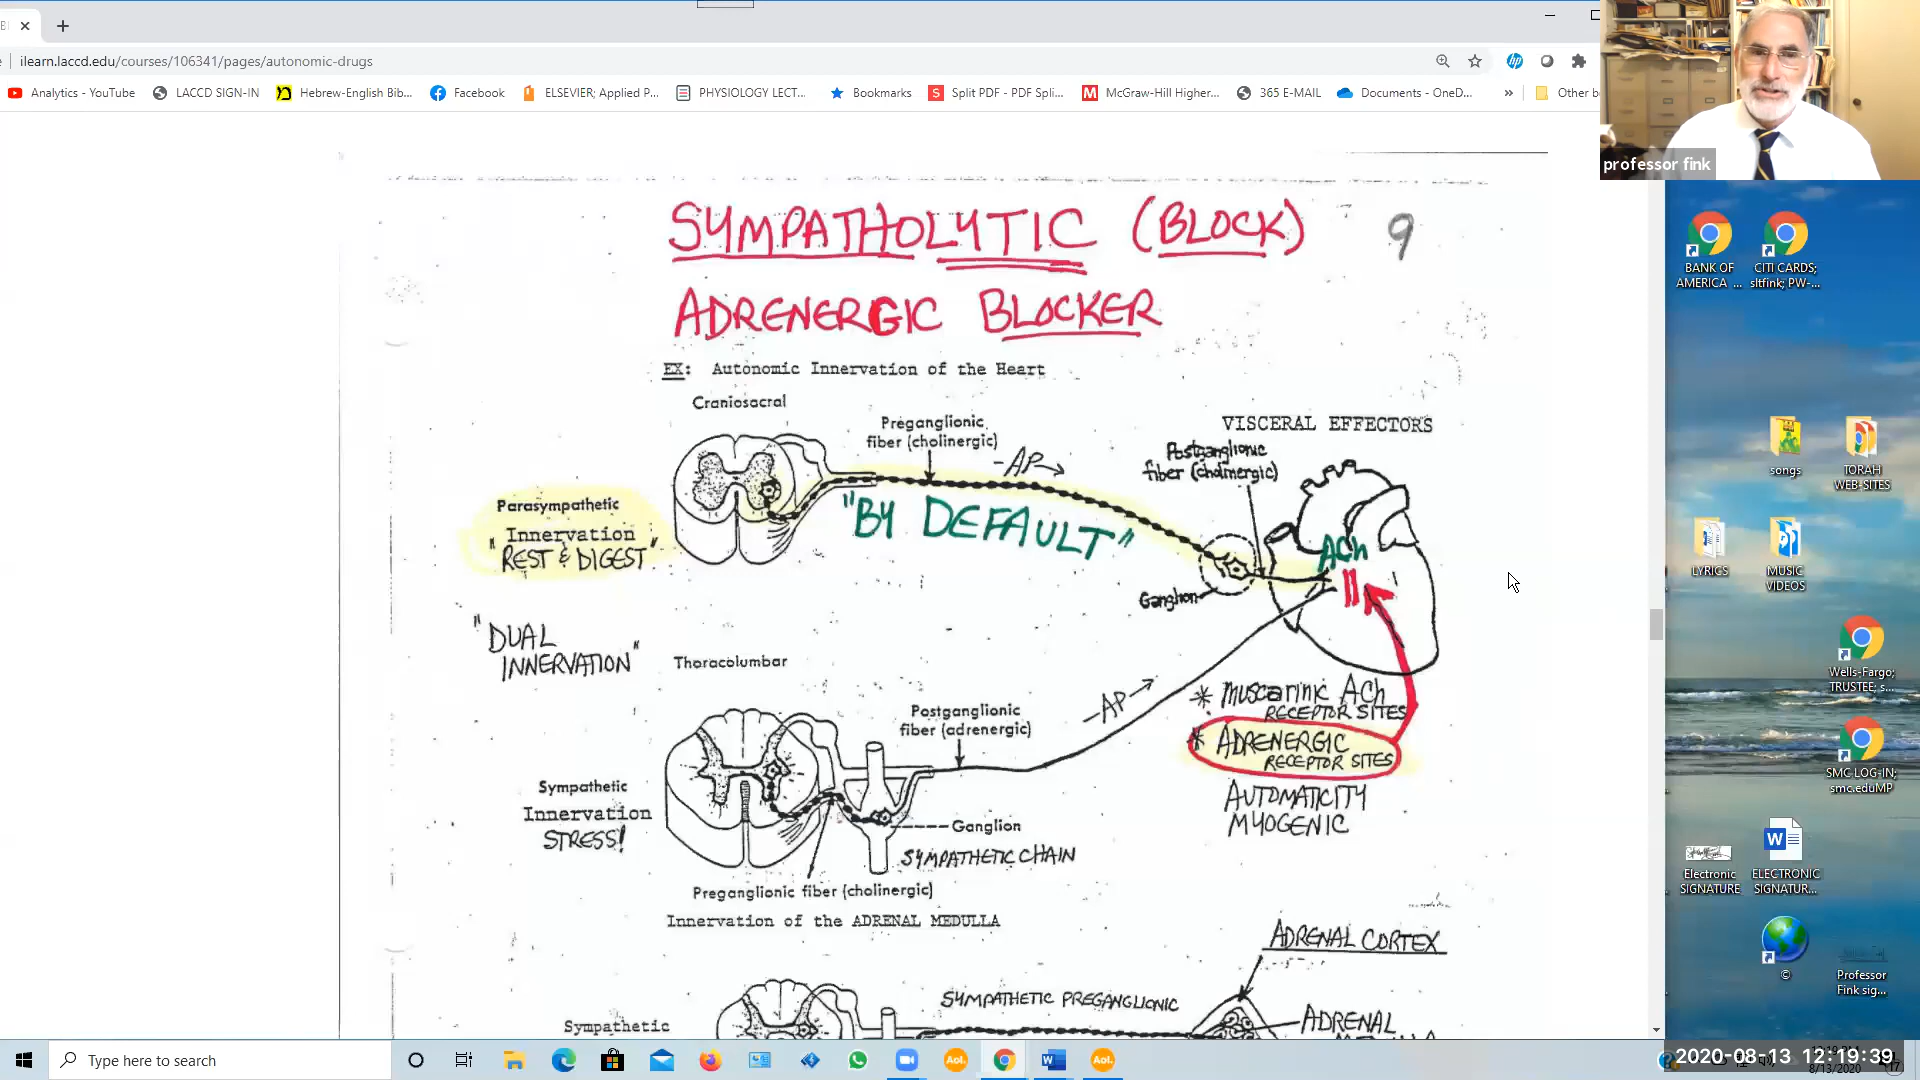 ilearn.laccd.edu/courses/106341/pages/autonomic-drugs
Analytics - YouTube
LACCD SIGN-IN
Hebrew-English Bib...
Facebook
ELSEVIER; Applied P...
PHYSIOLOGY LECT...
Bookmarks
Split PDF - PDF Spli...
McGraw-Hill Higher...
365 E-MAIL
Documents - OneD...
»
Other b
professor fink
SYMPATHOLYTIC (BLOCK) 9
ADRENERGIC BLOCKER
EX: Autonomic Innervation of the Heart
Craniosacral
Preganglionic
fiber (cholinergic)
-AP→
VISCERAL EFFECTORS
Postganglionic
fiber (cholinergic)
Parasympathetic
Innervation
"REST & DIGEST"
"BY DEFAULT"
ACh
Ganglion
"DUAL
INNERVATION"
Thoracolumbar
Postganglionic
fiber (adrenergic)
-AP→
* Muscarinic ACh
RECEPTOR SITES
* ADRENERGIC
RECEPTOR SITES
AUTOMATICITY
MYOGENIC
Sympathetic
Innervation
STRESS!
Ganglion
SYMPATHETIC CHAIN
Preganglionic fiber (cholinergic)
Innervation of the ADRENAL MEDULLA
ADRENAL CORTEX
SYMPATHETIC PREGANGLIONIC
Sympathetic
ADRENAL
BANK OF
AMERICA ...
CITI CARDS;
sltfink; PW-...
songs
TORAH
WEB-SITES
LYRICS
MUSIC
VIDEOS
Wells-Fargo;
TRUSTEE; s...
SMC LOG-IN;
smc.eduMP
Electronic
SIGNATURE
ELECTRONIC
SIGNATUR...
©
Professor
Fink sig...
Type here to search
Aol.
Aol.
2020-08-13 12:19:39
8/13/2020